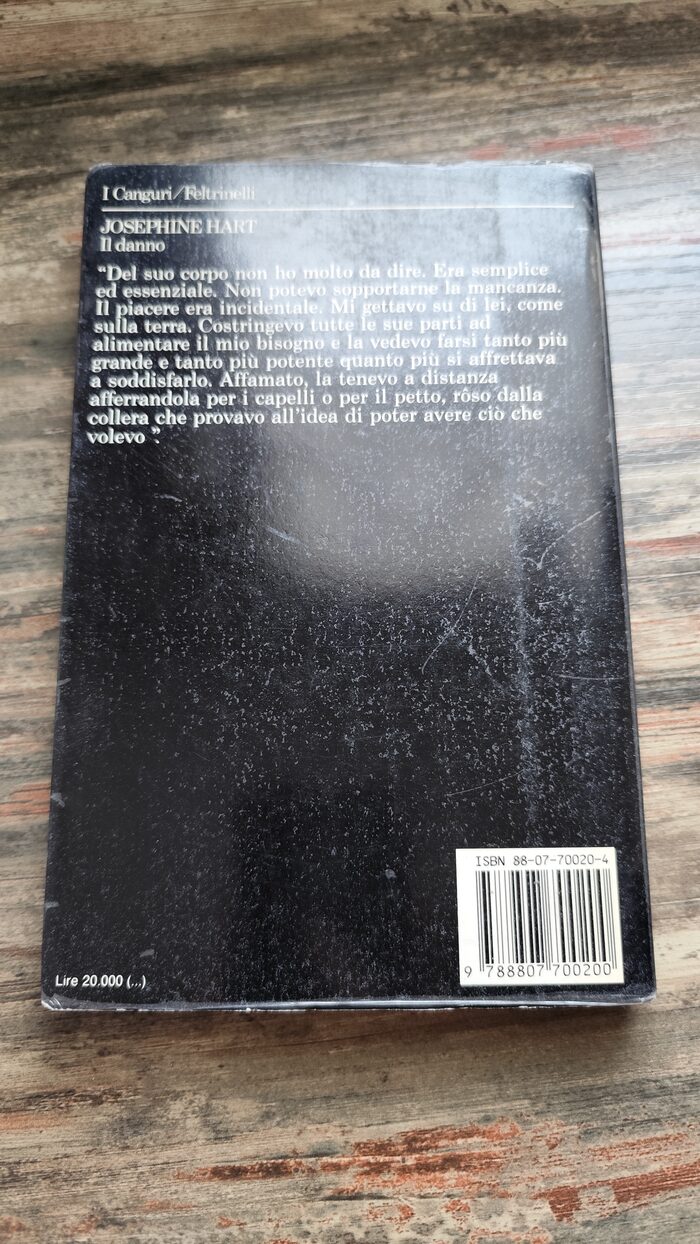 I Canguri/Feltrinelli
JOSEPHINE HART
Il danno
“Del suo corpo non ho molto da dire. Era semplice
ed essenziale. Non potevo sopportarne la mancanza.
Il piacere era incidentale. Mi gettavo su di lei, come
sulla terra. Costringevo tutte le sue parti ad
alimentare il mio bisogno e la vedevo farsi tanto più
grande e tanto più potente quanto più si affrettava
a soddisfarlo. Affamato, la tenevo a distanza
afferrandola per i capelli o per il petto, rôso dalla
collera che provavo all'idea di poter avere ciò che
volevo”.
ISBN 88-07-70020-4
9 788807 700200
Lire 20.000 (...)